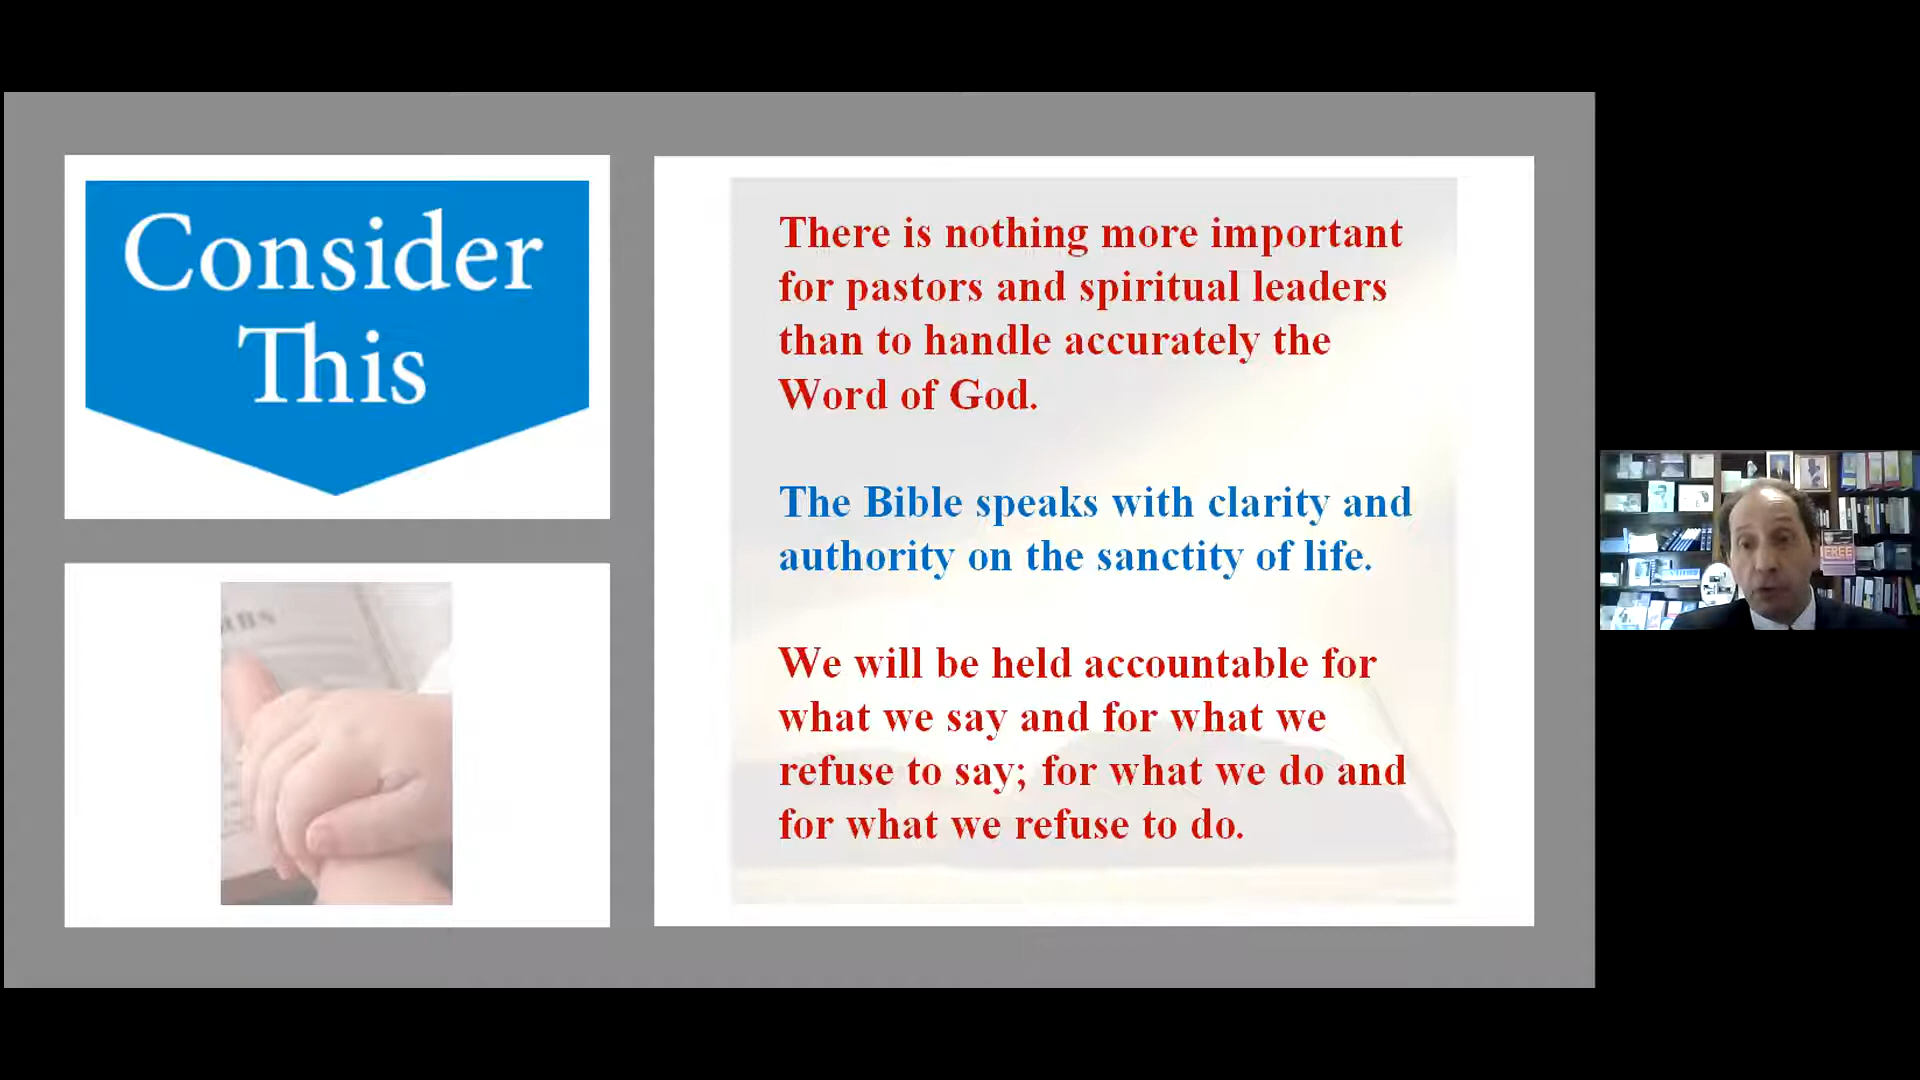 Consider
This
There is nothing more important
for pastors and spiritual leaders
than to handle accurately the
Word of God.
The Bible speaks with clarity and
authority on the sanctity of life.
We will be held accountable for
what we say and for what we
refuse to say; for what we do and
for what we refuse to do.
FREE